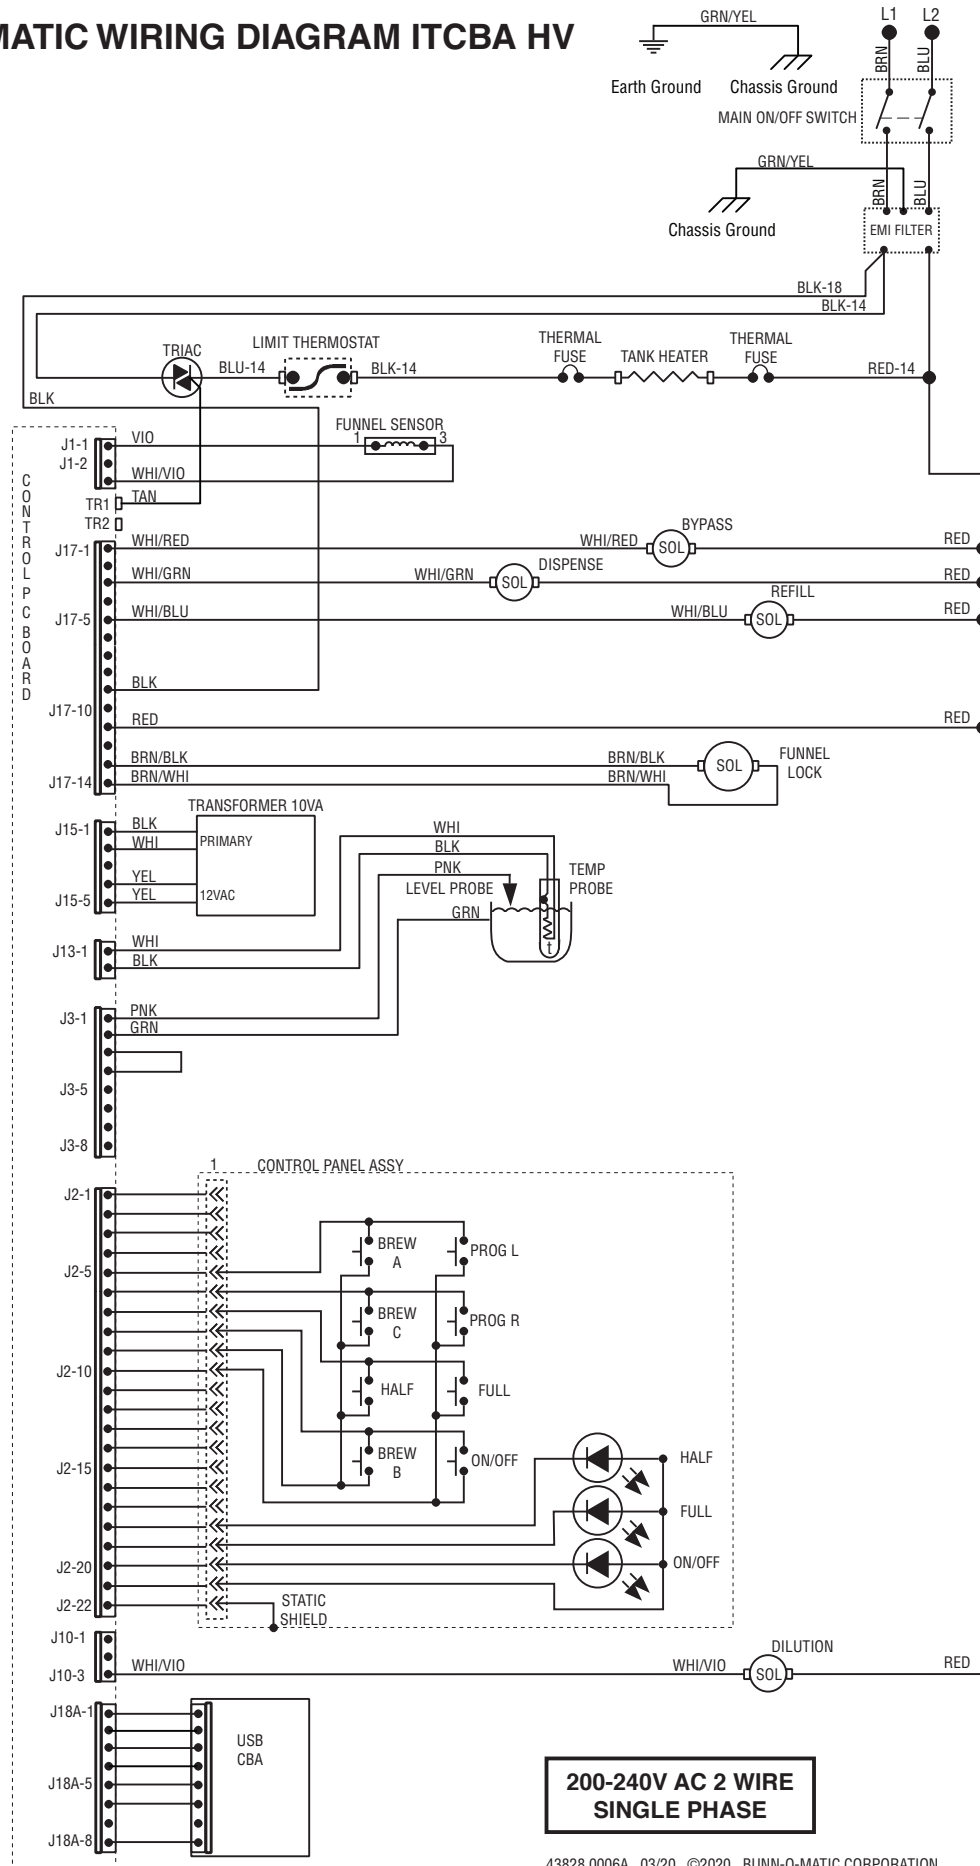 MATIC WIRING DIAGRAM ITCBA HV
GRN/YEL
L1 L2
BRN
BLU
Earth Ground
Chassis Ground
MAIN ON/OFF SWITCH
GRN/YEL
BRN
BLU
Chassis Ground
EMI FILTER
BLK-18
BLK-14
TRIAC
BLU-14
LIMIT THERMOSTAT
BLK-14
THERMAL
FUSE
TANK HEATER
THERMAL
FUSE
RED-14
BLK
CONTROL PC BOARD
FUNNEL SENSOR
1 3
J1-1
VIO
J1-2
WHI/VIO
TR1
TAN
TR2
BYPASS
J17-1
WHI/RED
WHI/RED
SOL
RED
DISPENSE
WHI/GRN
WHI/GRN
SOL
RED
REFILL
J17-5
WHI/BLU
WHI/BLU
SOL
RED
BLK
J17-10
RED
RED
BRN/BLK
BRN/BLK
SOL
FUNNEL
LOCK
J17-14
BRN/WHI
BRN/WHI
TRANSFORMER 10VA
J15-1
BLK
WHI
PRIMARY
YEL
J15-5
YEL
12VAC
WHI
BLK
PNK
LEVEL PROBE
GRN
TEMP
PROBE
t
J13-1
WHI
BLK
J3-1
PNK
GRN
J3-5
J3-8
1
CONTROL PANEL ASSY
J2-1
J2-5
J2-10
J2-15
J2-20
J2-22
BREW
A
PROG L
BREW
C
PROG R
HALF
FULL
BREW
B
ON/OFF
HALF
FULL
ON/OFF
STATIC
SHIELD
J10-1
DILUTION
J10-3
WHI/VIO
WHI/VIO
SOL
RED
J18A-1
J18A-5
J18A-8
USB
CBA
200-240V AC 2 WIRE
SINGLE PHASE
43828.0006A 03/20 ©2020 BUNN-O-MATIC CORPORATION